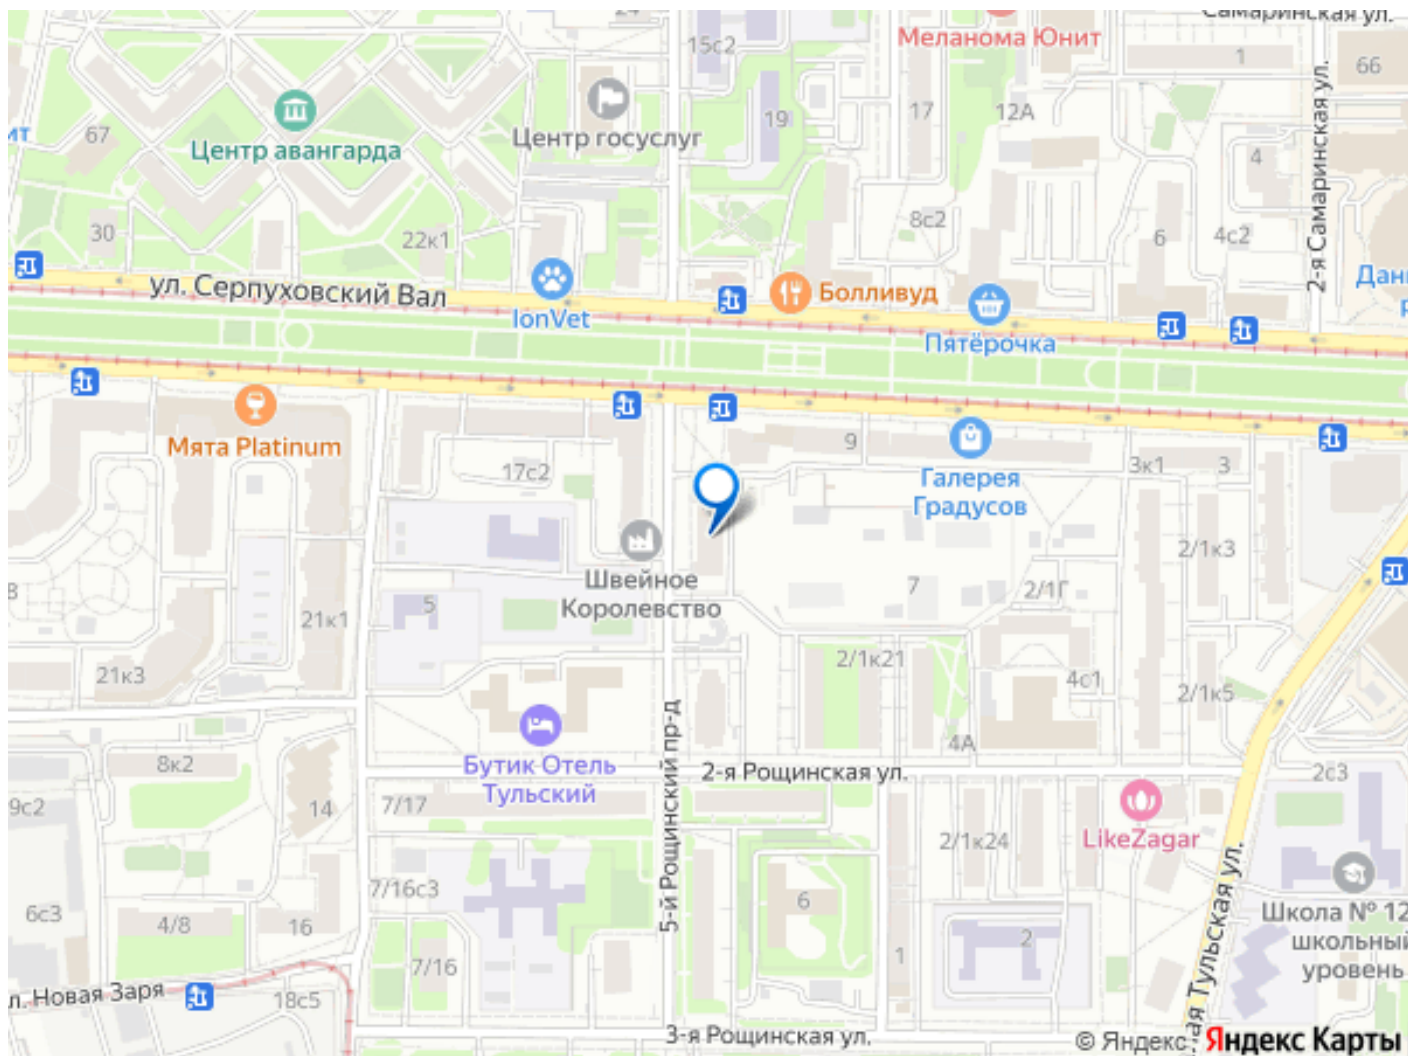 24
Самаринская ул.
15с2
Меланома Юнит
1
66
67
Центр авангарда
Центр госуслуг
19
17
12А
4
2-я Самаринская ул.
30
22к1
8с2
6
4с2
ул. Серпуховский Вал
IonVet
Болливуд
Пятёрочка
Мята Platinum
17с2
9
Галерея
Градусов
3к1
3
Швейное
Королевство
5
7
2/1к3
2/1Г
21к1
21к3
2/1к21
4с1
2/1к5
5-й Рощинский пр-д
4А
8к2
Бутик Отель
Тульский
2-я Рощинская ул.
2с3
9с2
14
7/17
2/1к24
LikeZagar
7/16с3
6
6с3
4/8
16
1
2
Школа № 12
школьный
уровень
7/16
Новая Заря
18с5
3-я Рощинская ул.
Тульская ул.
© Яндекс
Яндекс Карты